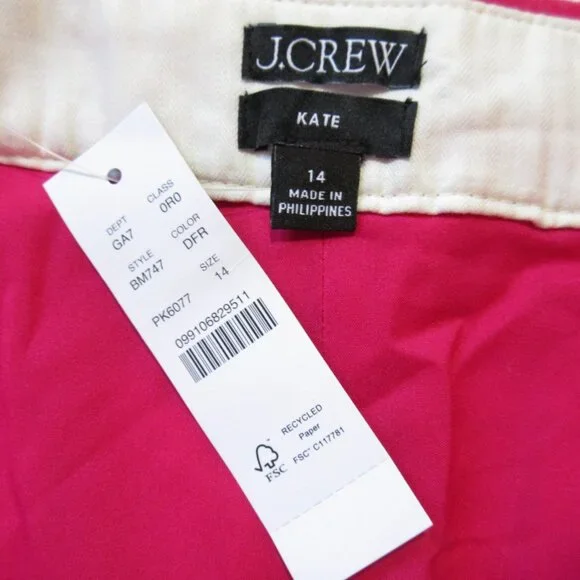 J.CREW
KATE
14
MADE IN
PHILIPPINES
DEPT CLASS
GA7 0R0
STYLE COLOR
BM747 DFR
SIZE
PK6077 14
099106829511
FSC
RECYCLED
Paper
FSC™ C117781